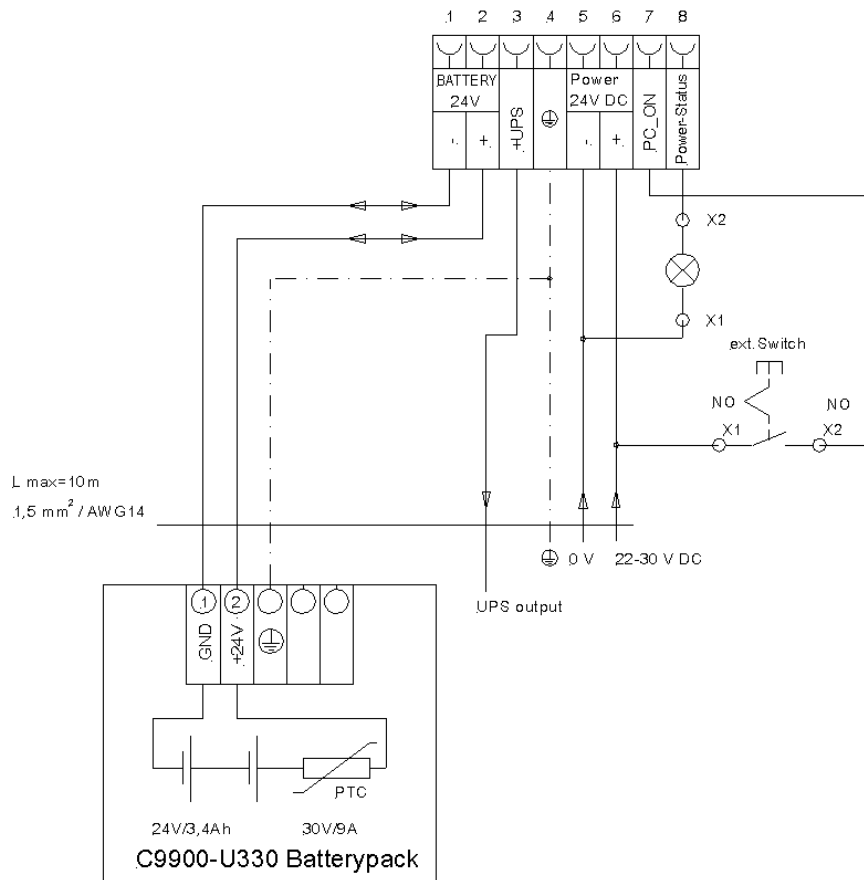 1 2 3 4 5 6 7 8
BATTERY
24V
- +
+UPS
Power
24V DC
- +
PC_ON
Power-Status
X2
X1
ext.Switch
NO NO
X1 X2
L max=10m
1,5 mm² / AWG14
0 V 22-30 V DC
UPS output
1 2
GND
+24V
PTC
24V/3,4Ah 30V/9A
C9900-U330 Batterypack